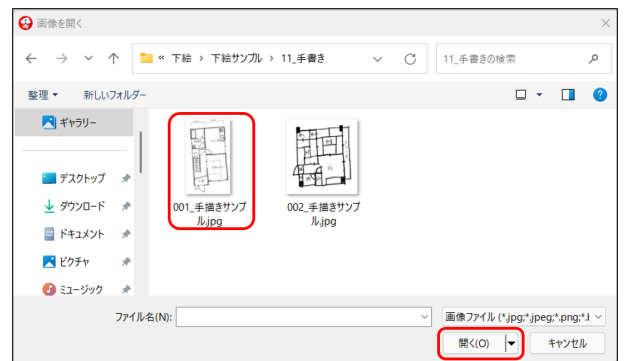 画像を開く
« 下絵 › 下絵サンプル › 11_手書き
11_手書きの検索
整理 新しいフォルダー
ギャラリー
デスクトップ
ダウンロード
ドキュメント
ピクチャ
ミュージック
001_手描きサンプ
ル.jpg
002_手描きサンプ
ル.jpg
ファイル名(N):
画像ファイル (*.jpg;*.jpeg;*.png;*.
開く(O)
キャンセル